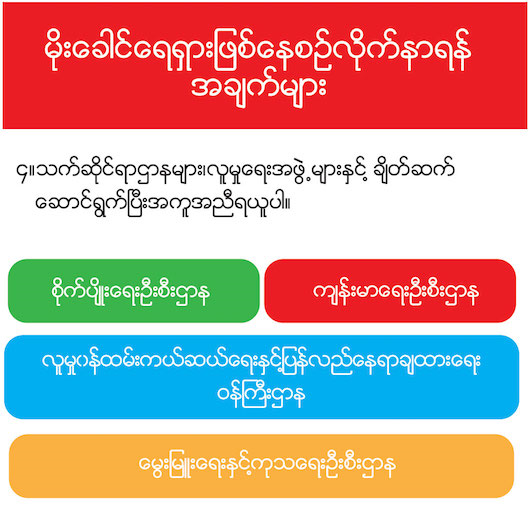 မိုးခေါင်ရေရှားဖြစ်နေစဉ်လိုက်နာရန်
အချက်များ
၄။သက်ဆိုင်ရာဌာနများ၊လူမှုရေးအဖွဲ့များနှင့် ချိတ်ဆက်
ဆောင်ရွက်ပြီးအကူအညီရယူပါ။
စိုက်ပျိုးရေးဦးစီးဌာန
ကျန်းမာရေးဦးစီးဌာန
လူမှုဝန်ထမ်းကယ်ဆယ်ရေးနှင့်ပြန်လည်နေရာချထားရေး
ဝန်ကြီးဌာန
မွေးမြူရေးနှင့်ကုသရေးဦးစီးဌာန